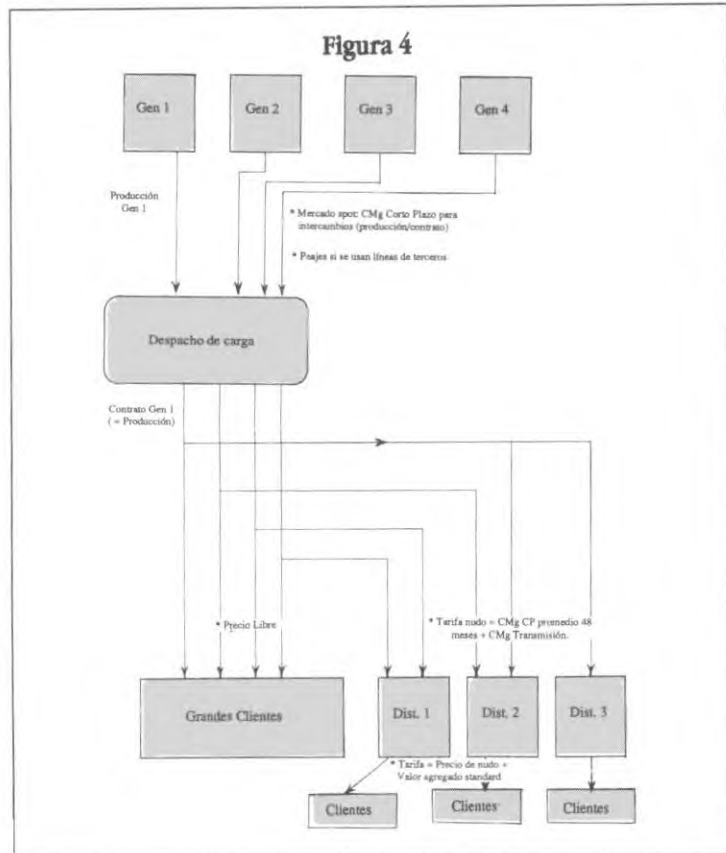 Figura 4
Gen 1
Gen 2
Gen 3
Gen 4
Producción
Gen 1
* Mercado spot: CMg Corto Plazo para
intercambios (producción/contrato)
* Peajes si se usan líneas de terceros
Despacho de carga
Contrato Gen 1
( = Producción)
* Precio Libre
* Tarifa nudo = CMg CP promedio 48
meses + CMg Transmisión.
Grandes Clientes
Dist. 1
Dist. 2
Dist. 3
* Tarifa = Precio de nudo +
Valor agregado standard
Clientes
Clientes
Clientes